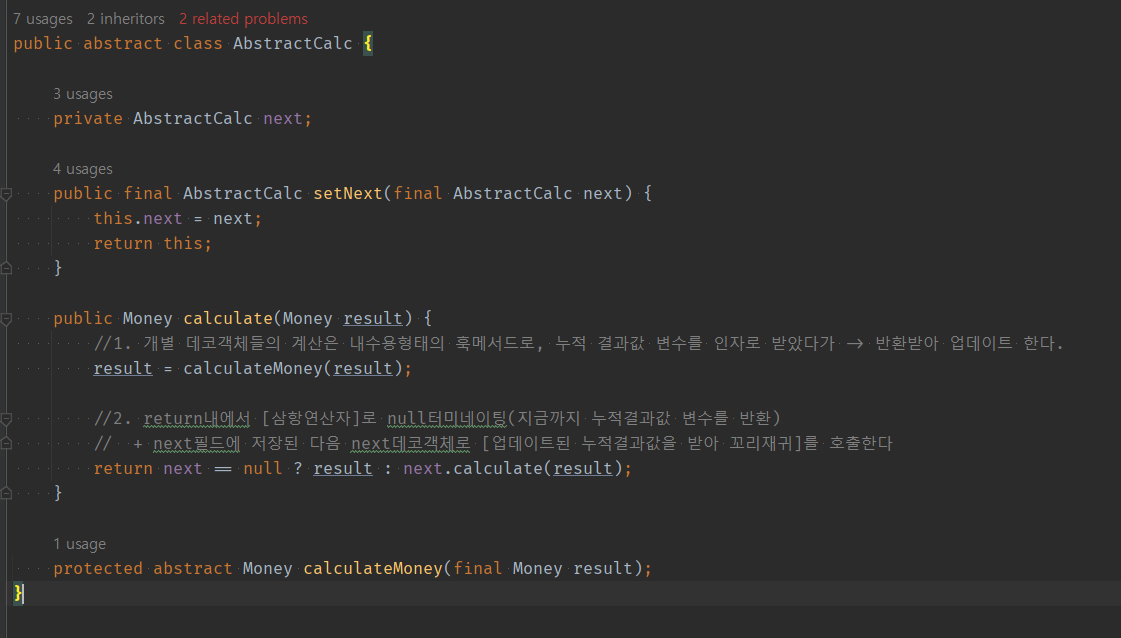 7 usages 2 inheritors 2 related problems
public abstract class AbstractCalc {
3 usages
private AbstractCalc next;
4 usages
public final AbstractCalc setNext(final AbstractCalc next) {
this.next = next;
return this;
}
public Money calculate(Money result) {
//1. 개별 데코객체들의 계산은 내수용형태의 훅메서드로, 누적 결과값 변수를 인자로 받았다가 -> 반환받아 업데이트 한다.
result = calculateMoney(result);
//2. return내에서 [삼항연산자]로 null터미네이팅(지금까지 누적결과값 변수를 반환)
// + next필드에 저장된 다음 next데코객체로 [업데이트된 누적결과값을 받아 꼬리재귀]를 호출한다
return next == null ? result : next.calculate(result);
}
1 usage
protected abstract Money calculateMoney(final Money result);
}